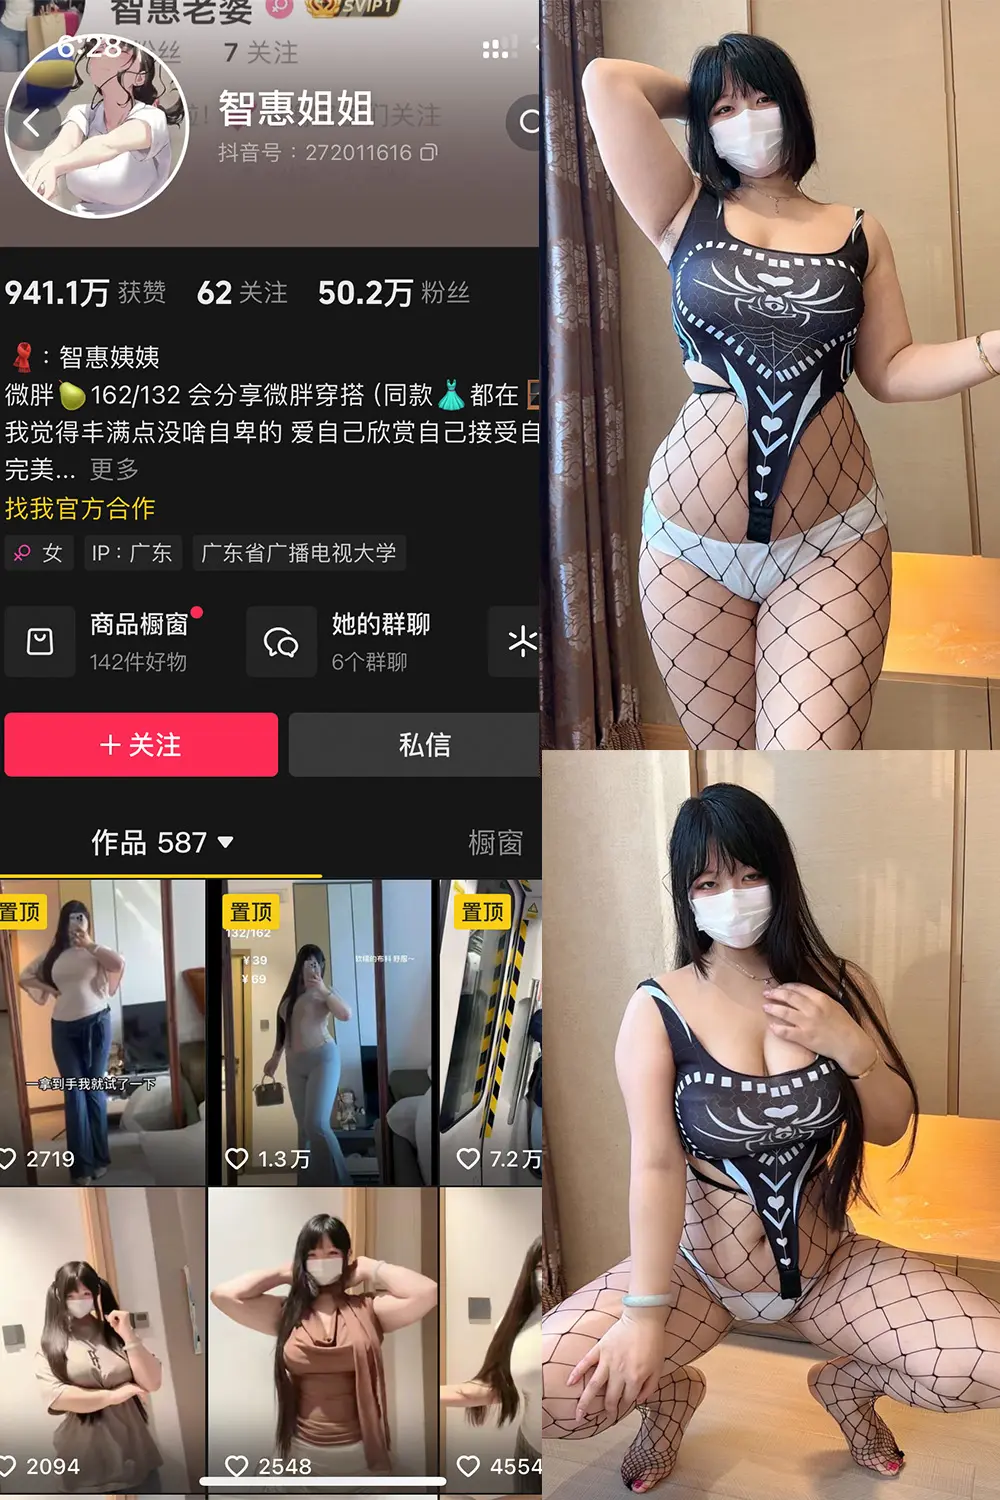 智惠老婆 SVIP1
6:28
粉丝 7 关注
们关注
智惠姐姐
抖音号：272011616
941.1万 获赞 62 关注 50.2万 粉丝
：智惠姨姨
微胖 162/132 会分享微胖穿搭（同款 都在
我觉得丰满点没啥自卑的 爱自己欣赏自己接受自
完美... 更多
找我官方合作
女 IP：广东 广东省广播电视大学
商品橱窗 她的群聊
142件好物 6个群聊
＋关注 私信
作品 587 橱窗
置顶 置顶 置顶
132/162
¥39
¥69
一拿到手我就试了一下
2719 1.3万 7.2万
2094 2548 4554